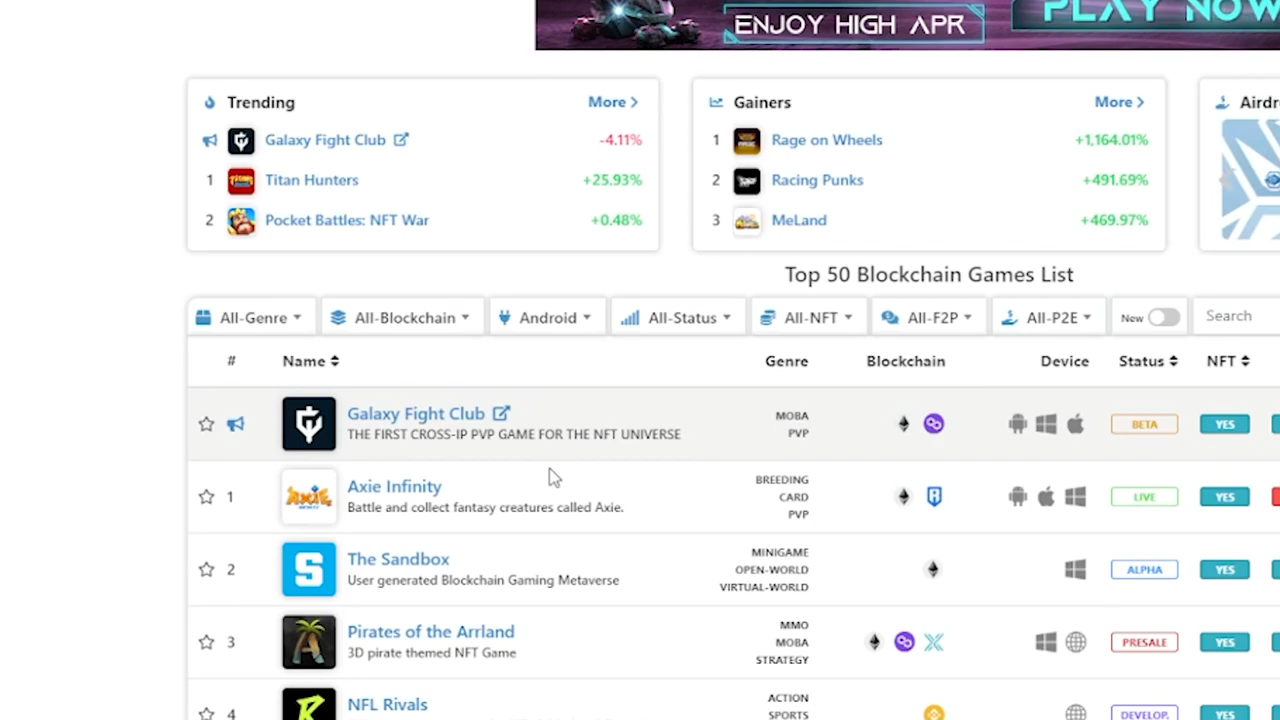 ENJOY HIGH APR
PLAY NOW
Trending
More
Galaxy Fight Club
-4.11%
1
Titan Hunters
+25.93%
2
Pocket Battles: NFT War
+0.48%
Gainers
More
1
Rage on Wheels
+1,164.01%
2
Racing Punks
+491.69%
3
MeLand
+469.97%
Airdr
Top 50 Blockchain Games List
All-Genre
All-Blockchain
Android
All-Status
All-NFT
All-F2P
All-P2E
New
Search
# Name Genre Blockchain Device Status NFT
Galaxy Fight Club
THE FIRST CROSS-IP PVP GAME FOR THE NFT UNIVERSE
MOBA
PVP
BETA
YES
1
AXIE
Axie Infinity
Battle and collect fantasy creatures called Axie.
BREEDING
CARD
PVP
LIVE
YES
2
S
The Sandbox
User generated Blockchain Gaming Metaverse
MINIGAME
OPEN-WORLD
VIRTUAL-WORLD
ALPHA
YES
3
A
Pirates of the Arrland
3D pirate themed NFT Game
MMO
MOBA
STRATEGY
PRESALE
YES
4
R
NFL Rivals
ACTION
SPORTS
DEVELOP.
YES